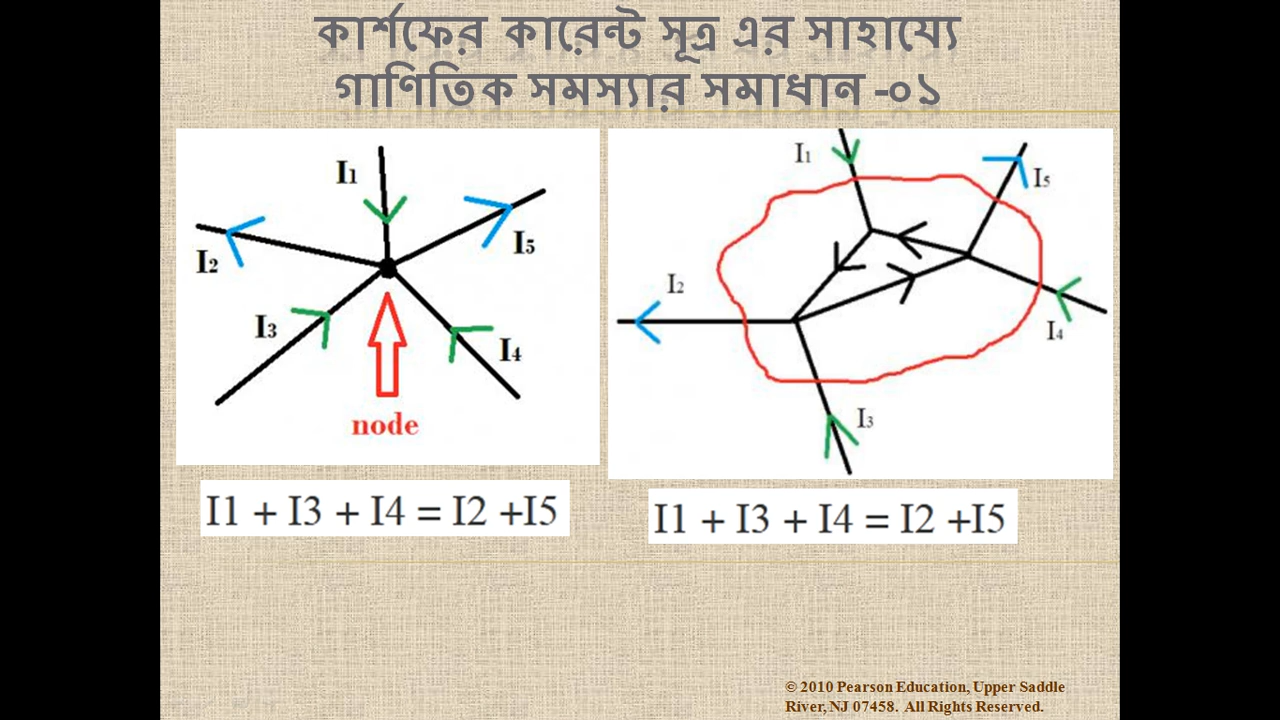 কার্শফের কারেন্ট সূত্র এর সাহায্যে
গাণিতিক সমস্যার সমাধান -০১
I1
I2
I5
I3
I4
node
I1 + I3 + I4 = I2 +I5
I1
I5
I2
I4
I3
I1 + I3 + I4 = I2 +I5
© 2010 Pearson Education, Upper Saddle
River, NJ 07458. All Rights Reserved.